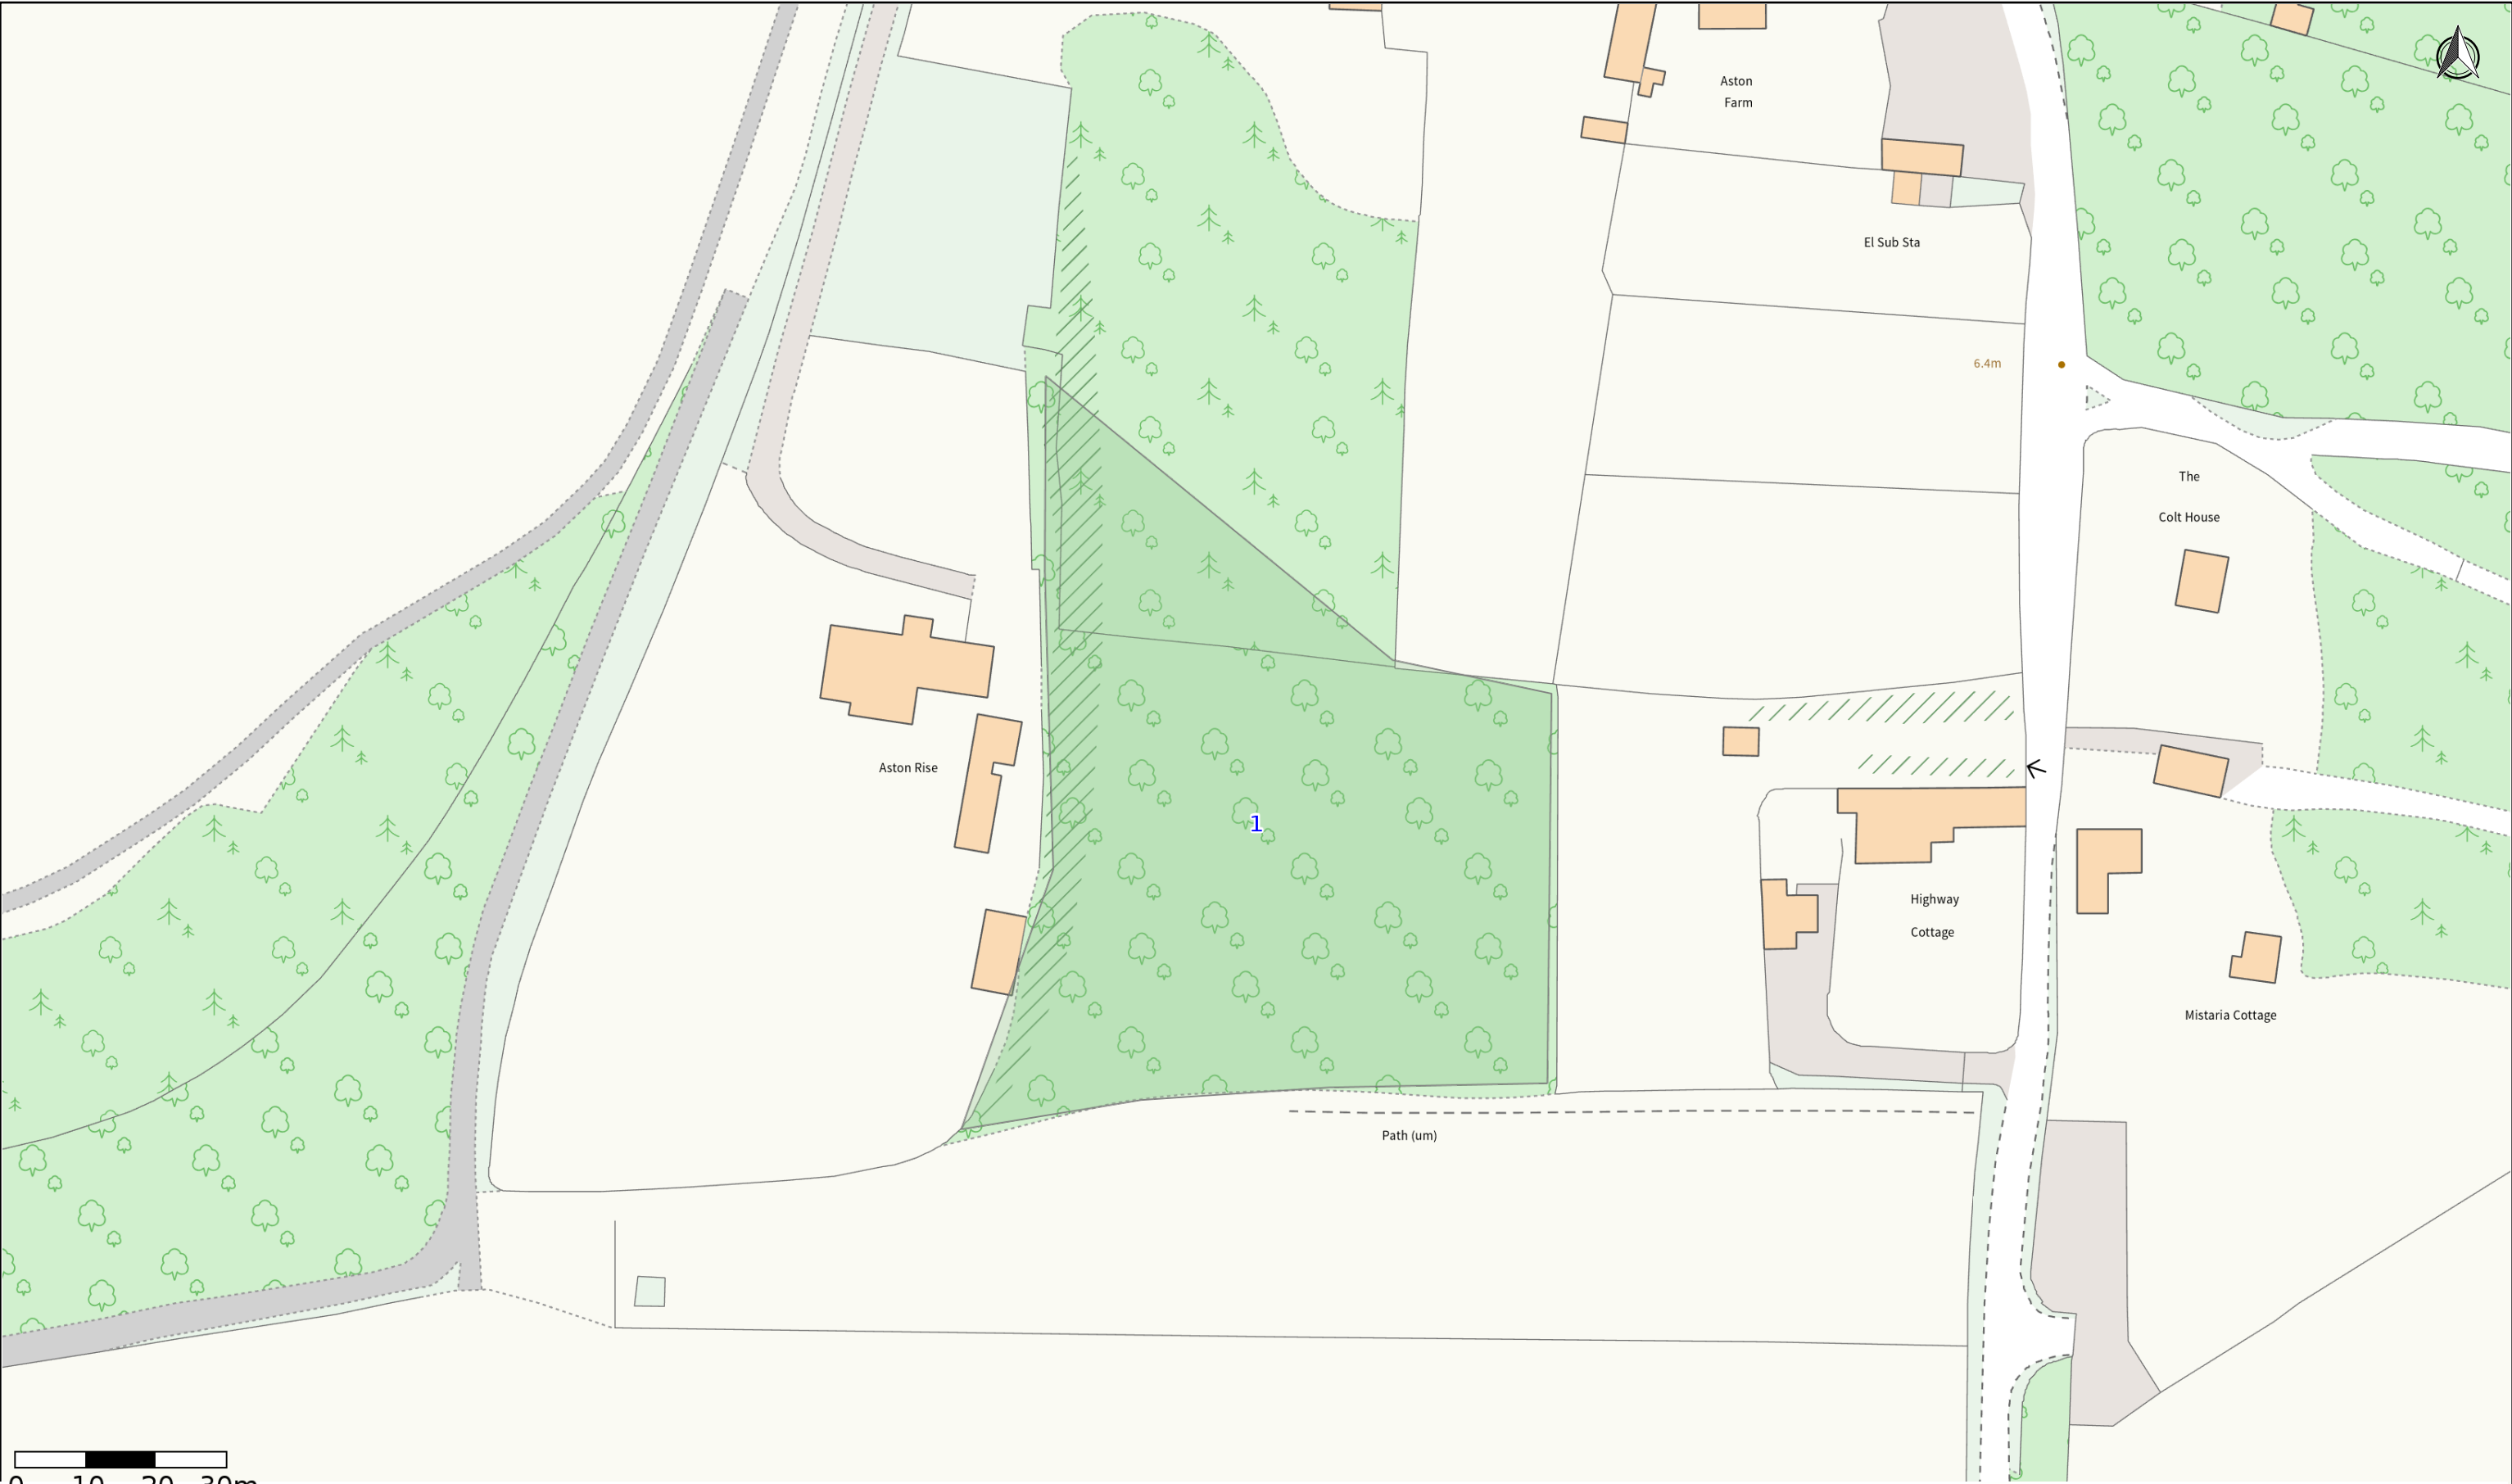 Aston
Farm
El Sub Sta
6.4m
The
Colt House
Aston Rise
1
Highway
Cottage
Mistaria Cottage
Path (um)
0 10 20 30m